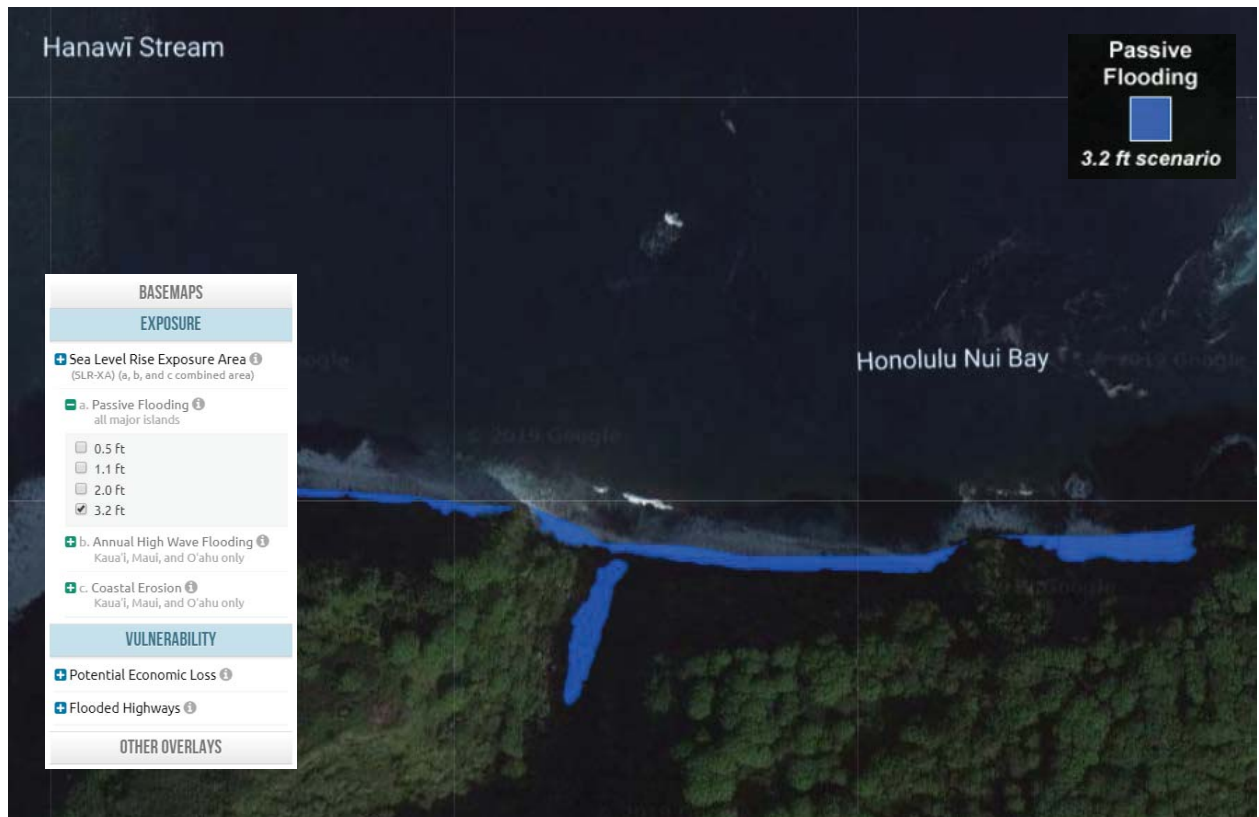 Hanawī Stream
Passive
Flooding
3.2 ft scenario
BASEMAPS
EXPOSURE
Sea Level Rise Exposure Area
(SLR-XA) (a, b, and c combined area)
a. Passive Flooding
all major islands
0.5 ft
1.1 ft
2.0 ft
3.2 ft
b. Annual High Wave Flooding
Kaua'i, Maui, and O'ahu only
c. Coastal Erosion
Kaua'i, Maui, and O'ahu only
VULNERABILITY
Potential Economic Loss
Flooded Highways
OTHER OVERLAYS
Honolulu Nui Bay
© 2019 Google
© 2019 Google